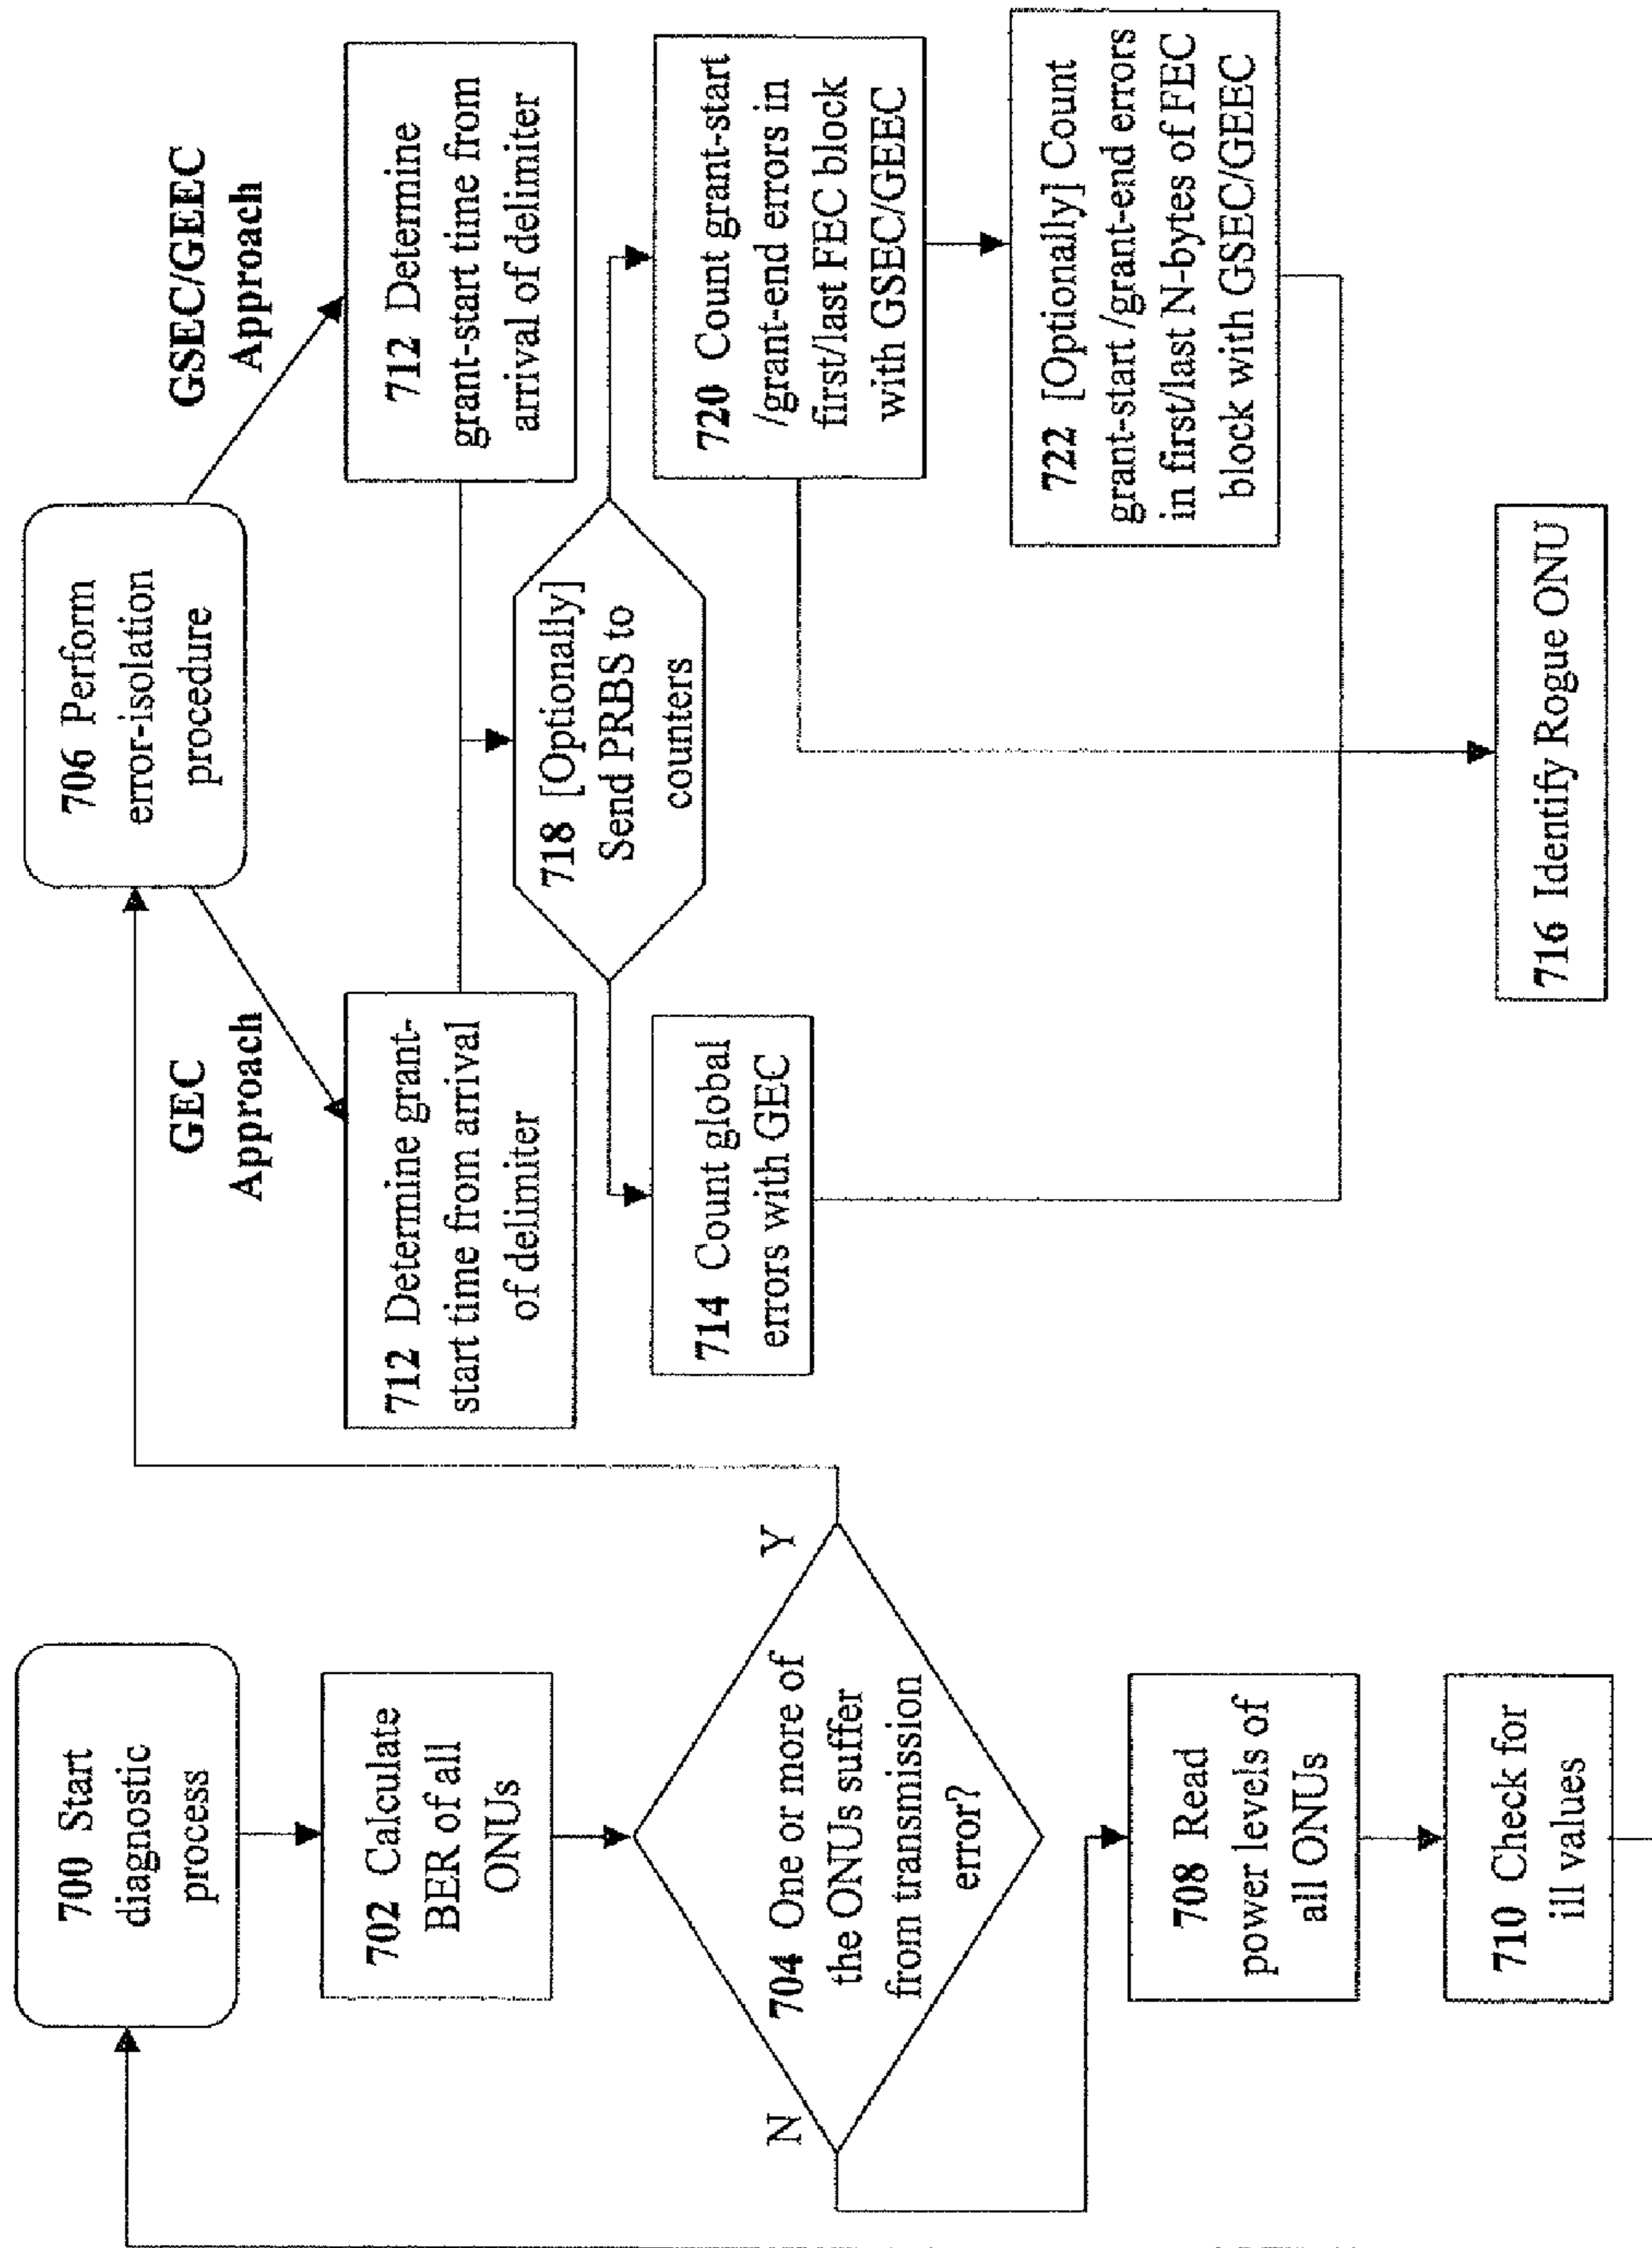 700 Start
diagnostic
process
702 Calculate
BER of all
ONUs
704 One or more of
the ONUs suffer
from transmission
error?
Y
N
708 Read
power levels of
all ONUs
710 Check for
ill values
706 Perform
error-isolation
procedure
GEC
Approach
GSEC/GEEC
Approach
712 Determine grant-
start time from arrival
of delimiter
712 Determine
grant-start time from
arrival of delimiter
718 [Optionally]
Send PRBS to
counters
714 Count global
errors with GEC
720 Count grant-start
/grant-end errors in
first/last FEC block
with GSEC/GEEC
722 [Optionally] Count
grant-start /grant-end errors
in first/last N-bytes of FEC
block with GSEC/GEEC
716 Identify Rogue ONU